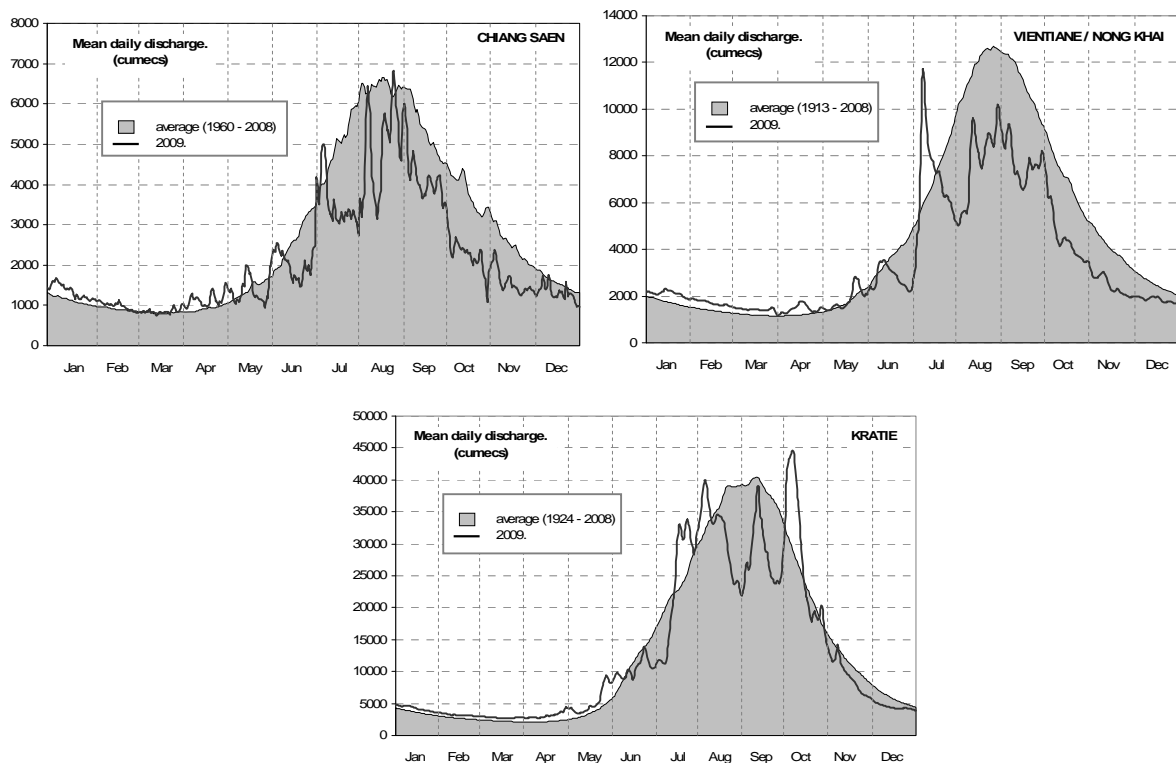 CHIANG SAEN
Mean daily discharge.
(cumecs)
average (1960 - 2008)
2009.
8000
7000
6000
5000
4000
3000
2000
1000
0
Jan Feb Mar Apr May Jun Jul Aug Sep Oct Nov Dec
VIENTIANE / NONG KHAI
Mean daily discharge.
(cumecs)
average (1913 - 2008)
2009.
14000
12000
10000
8000
6000
4000
2000
0
Jan Feb Mar Apr May Jun Jul Aug Sep Oct Nov Dec
KRATIE
Mean daily discharge.
(cumecs)
average (1924 - 2008)
2009.
50000
45000
40000
35000
30000
25000
20000
15000
10000
5000
0
Jan Feb Mar Apr May Jun Jul Aug Sep Oct Nov Dec